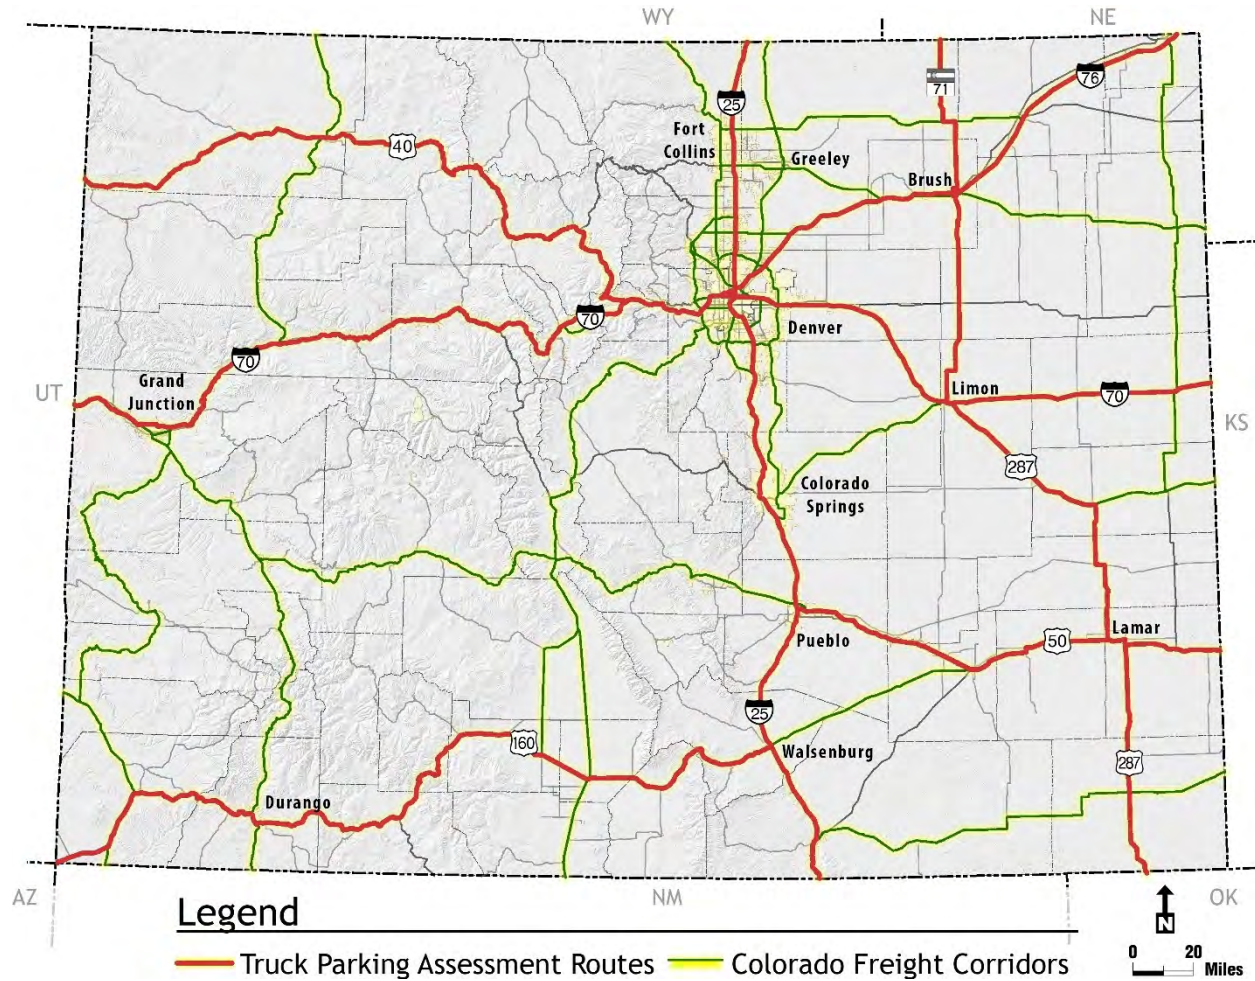 WY
NE
76
71
25
Fort
Collins
40
Greeley
Brush
70
Denver
70
UT
Grand
Junction
Limon
70
KS
287
Colorado
Springs
Lamar
50
Pueblo
25
160
Walsenburg
287
Durango
AZ
NM
OK
Legend
N
0 20
Miles
Truck Parking Assessment Routes
Colorado Freight Corridors